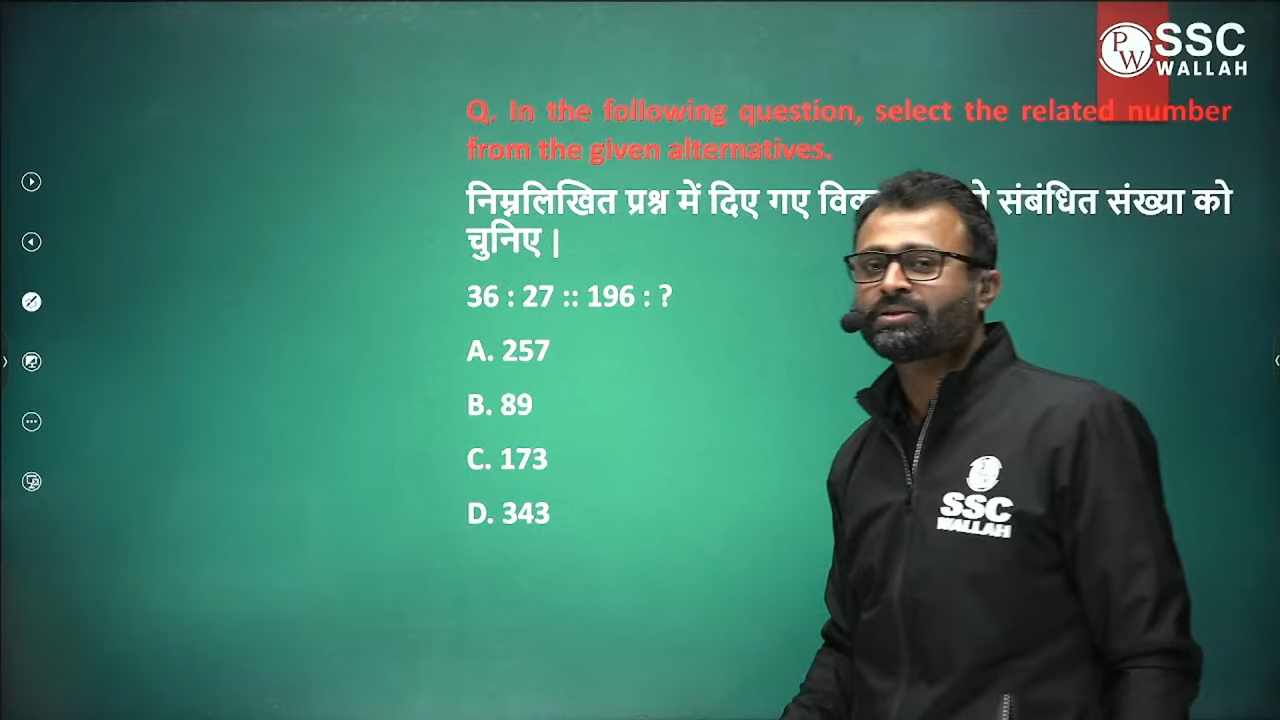 PW SSC
WALLAH
Q. In the following question, select the related number
from the given alternatives.
निम्नलिखित प्रश्न में दिए गए संबंधित संख्या को
चुनिए |
36 : 27 :: 196 : ?
A. 257
B. 89
C. 173
D. 343
SSC
WALLAH